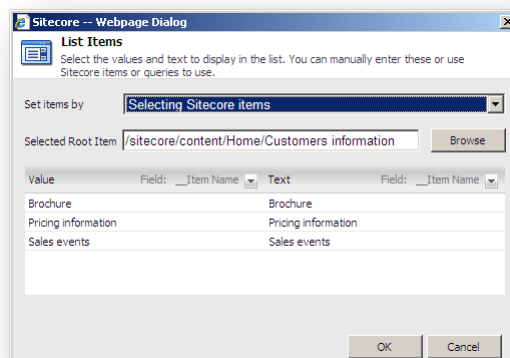 Sitecore -- Webpage Dialog
List Items
Select the values and text to display in the list. You can manually enter these or use
Sitecore items or queries to use.
Set items by Selecting Sitecore items
Selected Root Item /sitecore/content/Home/Customers information Browse
Value Field: __Item Name Text Field: __Item Name
Brochure Brochure
Pricing information Pricing information
Sales events Sales events
OK Cancel